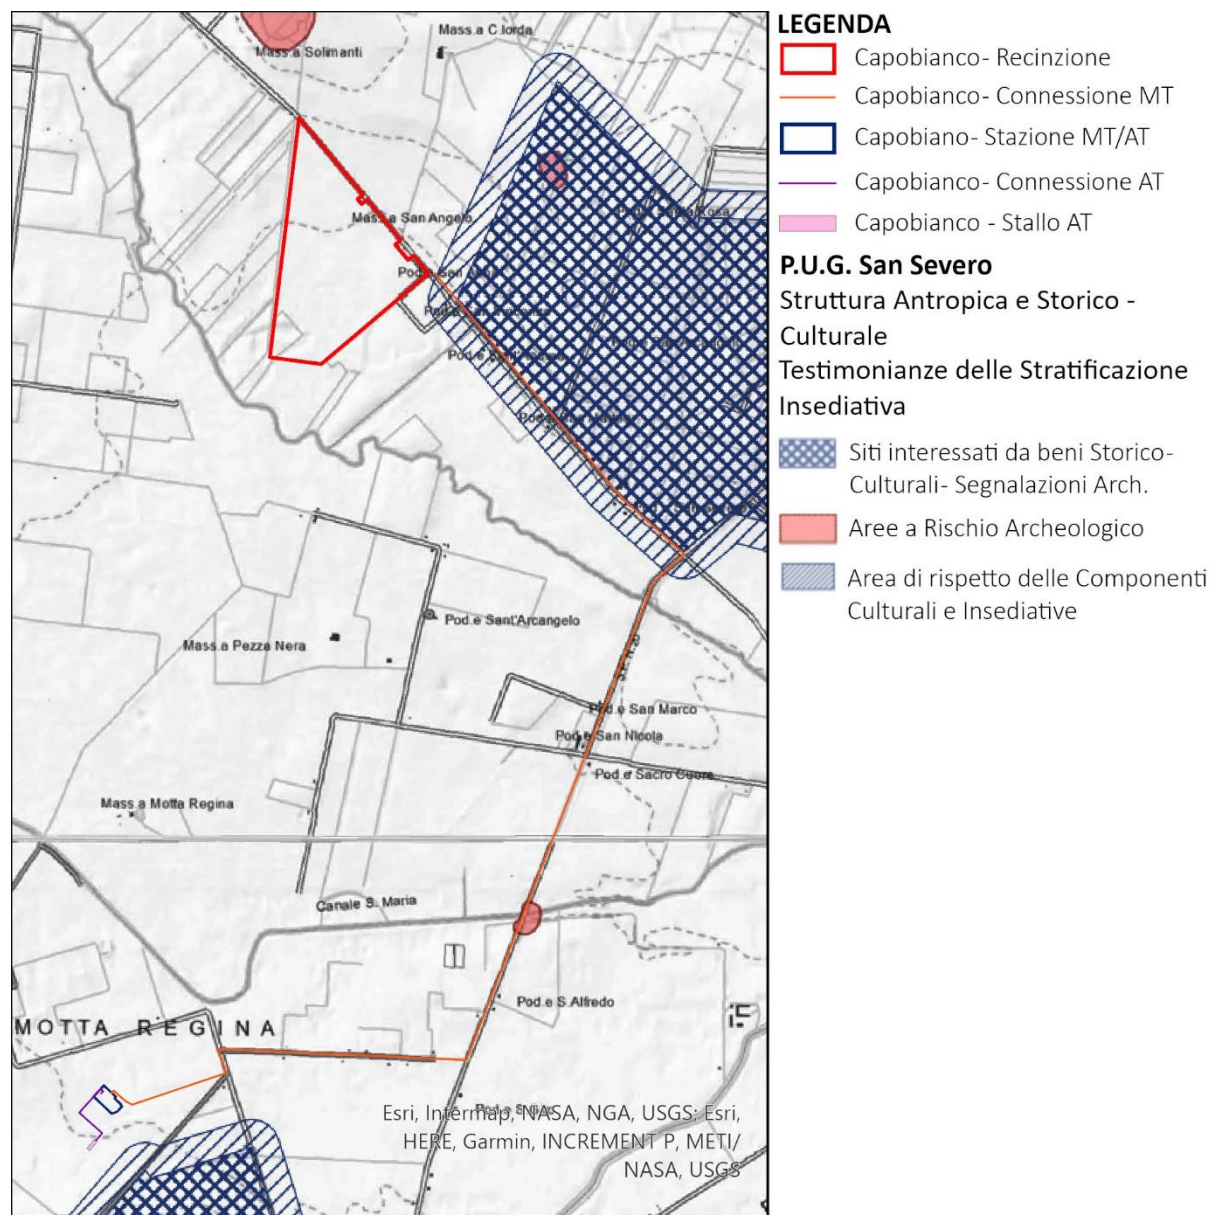 Mass.a Solimanti
Mass.a C.Iorda
Mass.a San Angelo
Mass.a Pezza Nera
Pod.e Sant'Arcangelo
S.P. N.20
Pod.e San Marco
Pod.e San Nicola
Pod.e Sacro Cuore
Mass.a Motta Regina
Canale S. Maria
Pod.e S.Alfredo
MOTTA REGINA
Esri, Intermap, NASA, NGA, USGS; Esri,
HERE, Garmin, INCREMENT P, METI/
NASA, USGS
LEGENDA
Capobianco- Recinzione
Capobianco- Connessione MT
Capobiano- Stazione MT/AT
Capobianco- Connessione AT
Capobianco - Stallo AT
P.U.G. San Severo
Struttura Antropica e Storico -
Culturale
Testimonianze delle Stratificazione
Insediativa
Siti interessati da beni Storico-
Culturali- Segnalazioni Arch.
Aree a Rischio Archeologico
Area di rispetto delle Componenti
Culturali e Insediative